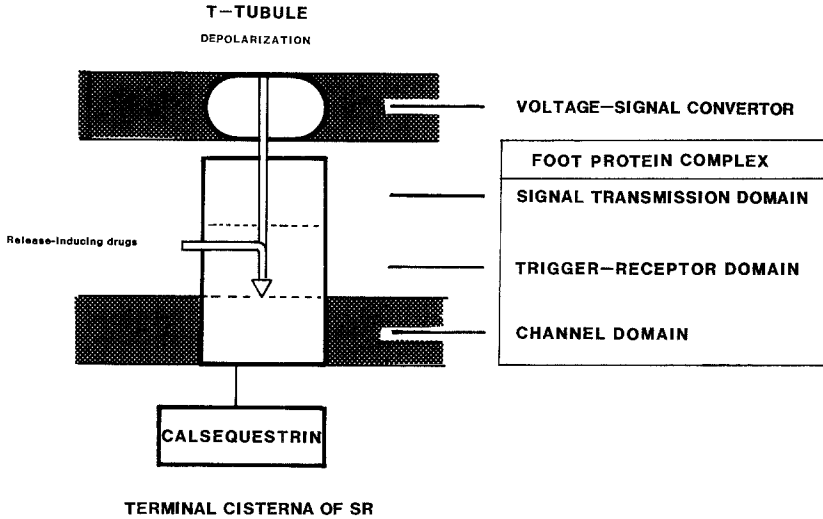 T-TUBULE
DEPOLARIZATION
VOLTAGE-SIGNAL CONVERTOR
FOOT PROTEIN COMPLEX
SIGNAL TRANSMISSION DOMAIN
Release-inducing drugs
TRIGGER-RECEPTOR DOMAIN
CHANNEL DOMAIN
CALSEQUESTRIN
TERMINAL CISTERNA OF SR